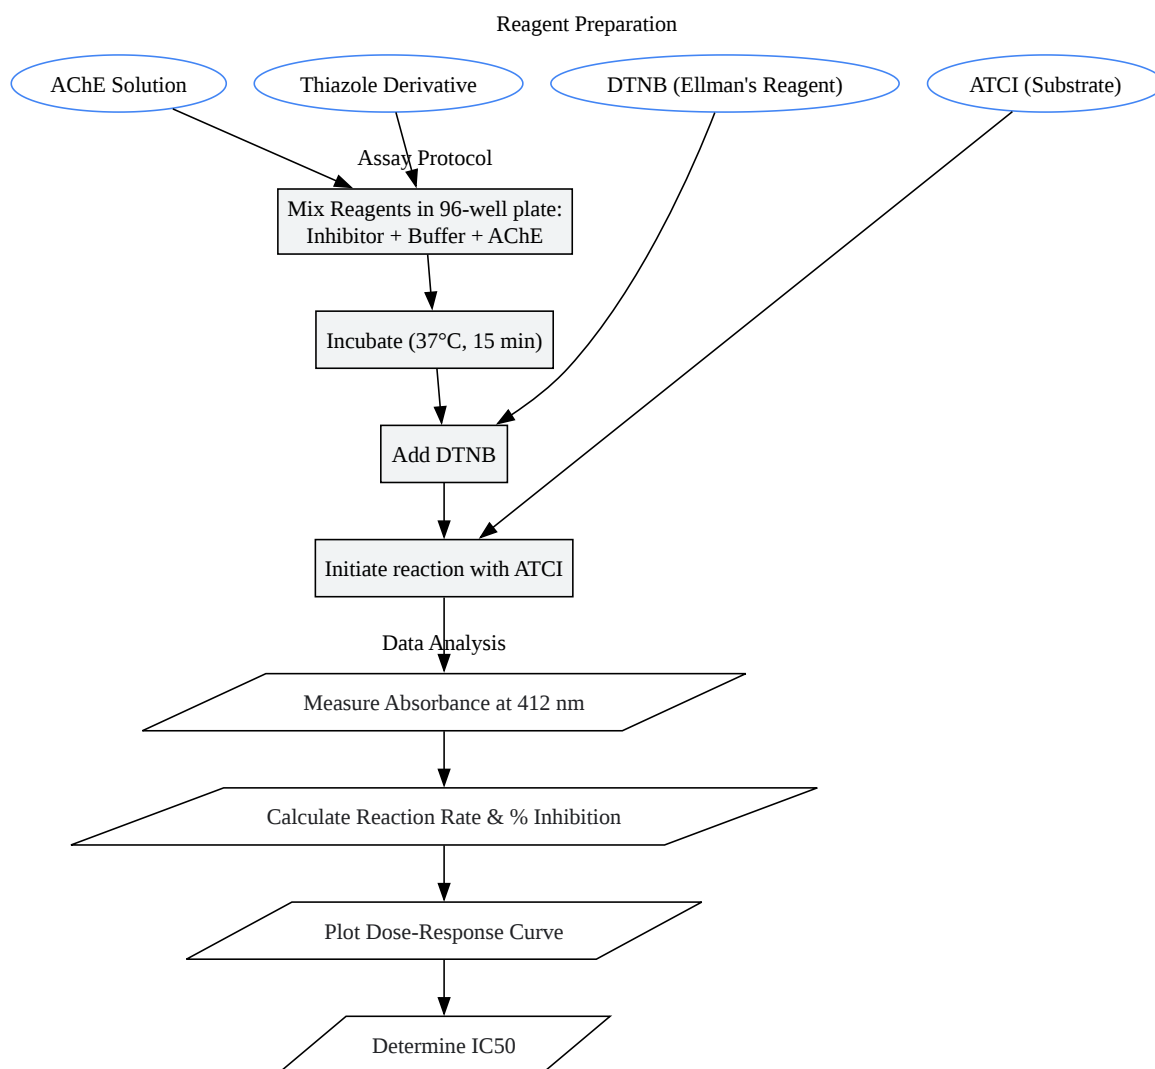 Reagent Preparation
AChE Solution
Thiazole Derivative
DTNB (Ellman's Reagent)
ATCI (Substrate)
Assay Protocol
Mix Reagents in 96-well plate:
Inhibitor + Buffer + AChE
Incubate (37°C, 15 min)
Add DTNB
Initiate reaction with ATCI
Data Analysis
Measure Absorbance at 412 nm
Calculate Reaction Rate & % Inhibition
Plot Dose-Response Curve
Determine IC50